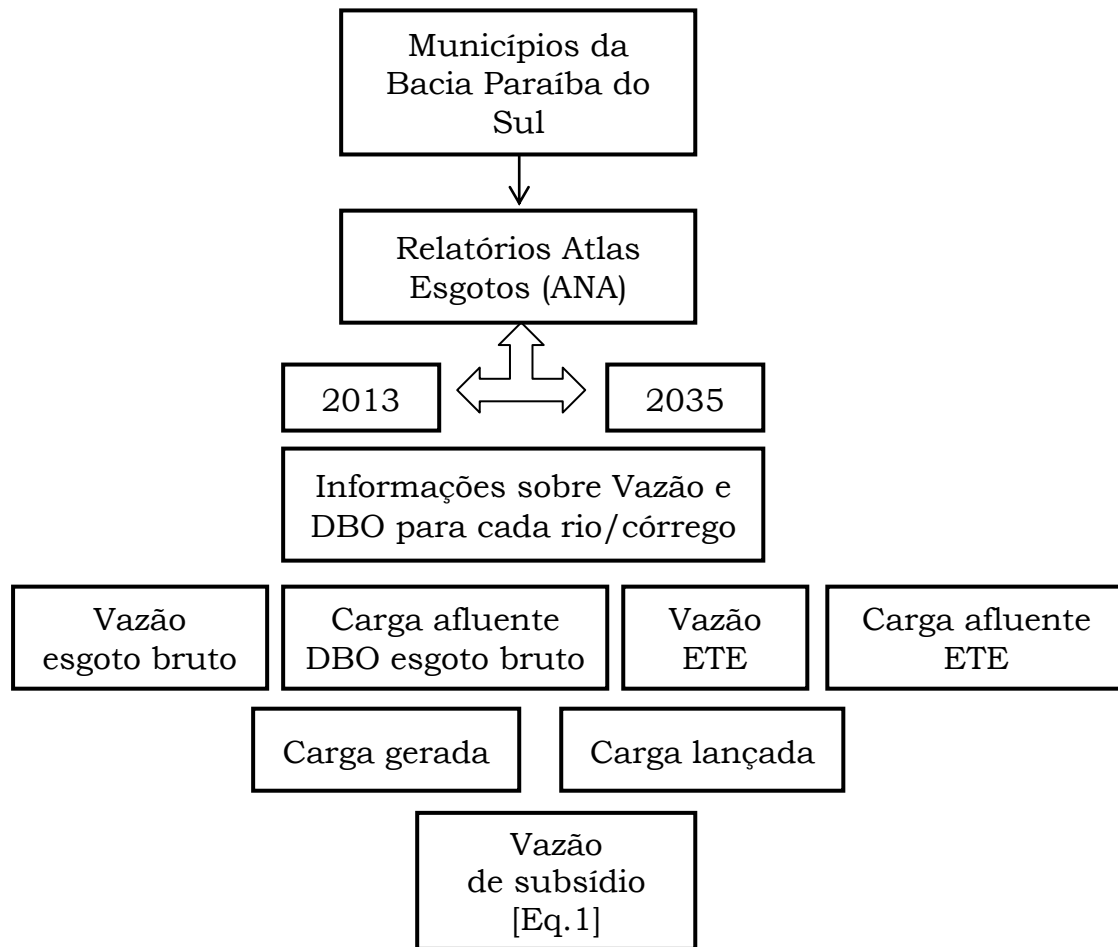 Municípios da
Bacia Paraíba do
Sul
Relatórios Atlas
Esgotos (ANA)
2013
2035
Informações sobre Vazão e
DBO para cada rio/córrego
Vazão
esgoto bruto
Carga afluente
DBO esgoto bruto
Vazão
ETE
Carga afluente
ETE
Carga gerada
Carga lançada
Vazão
de subsídio
[Eq.1]